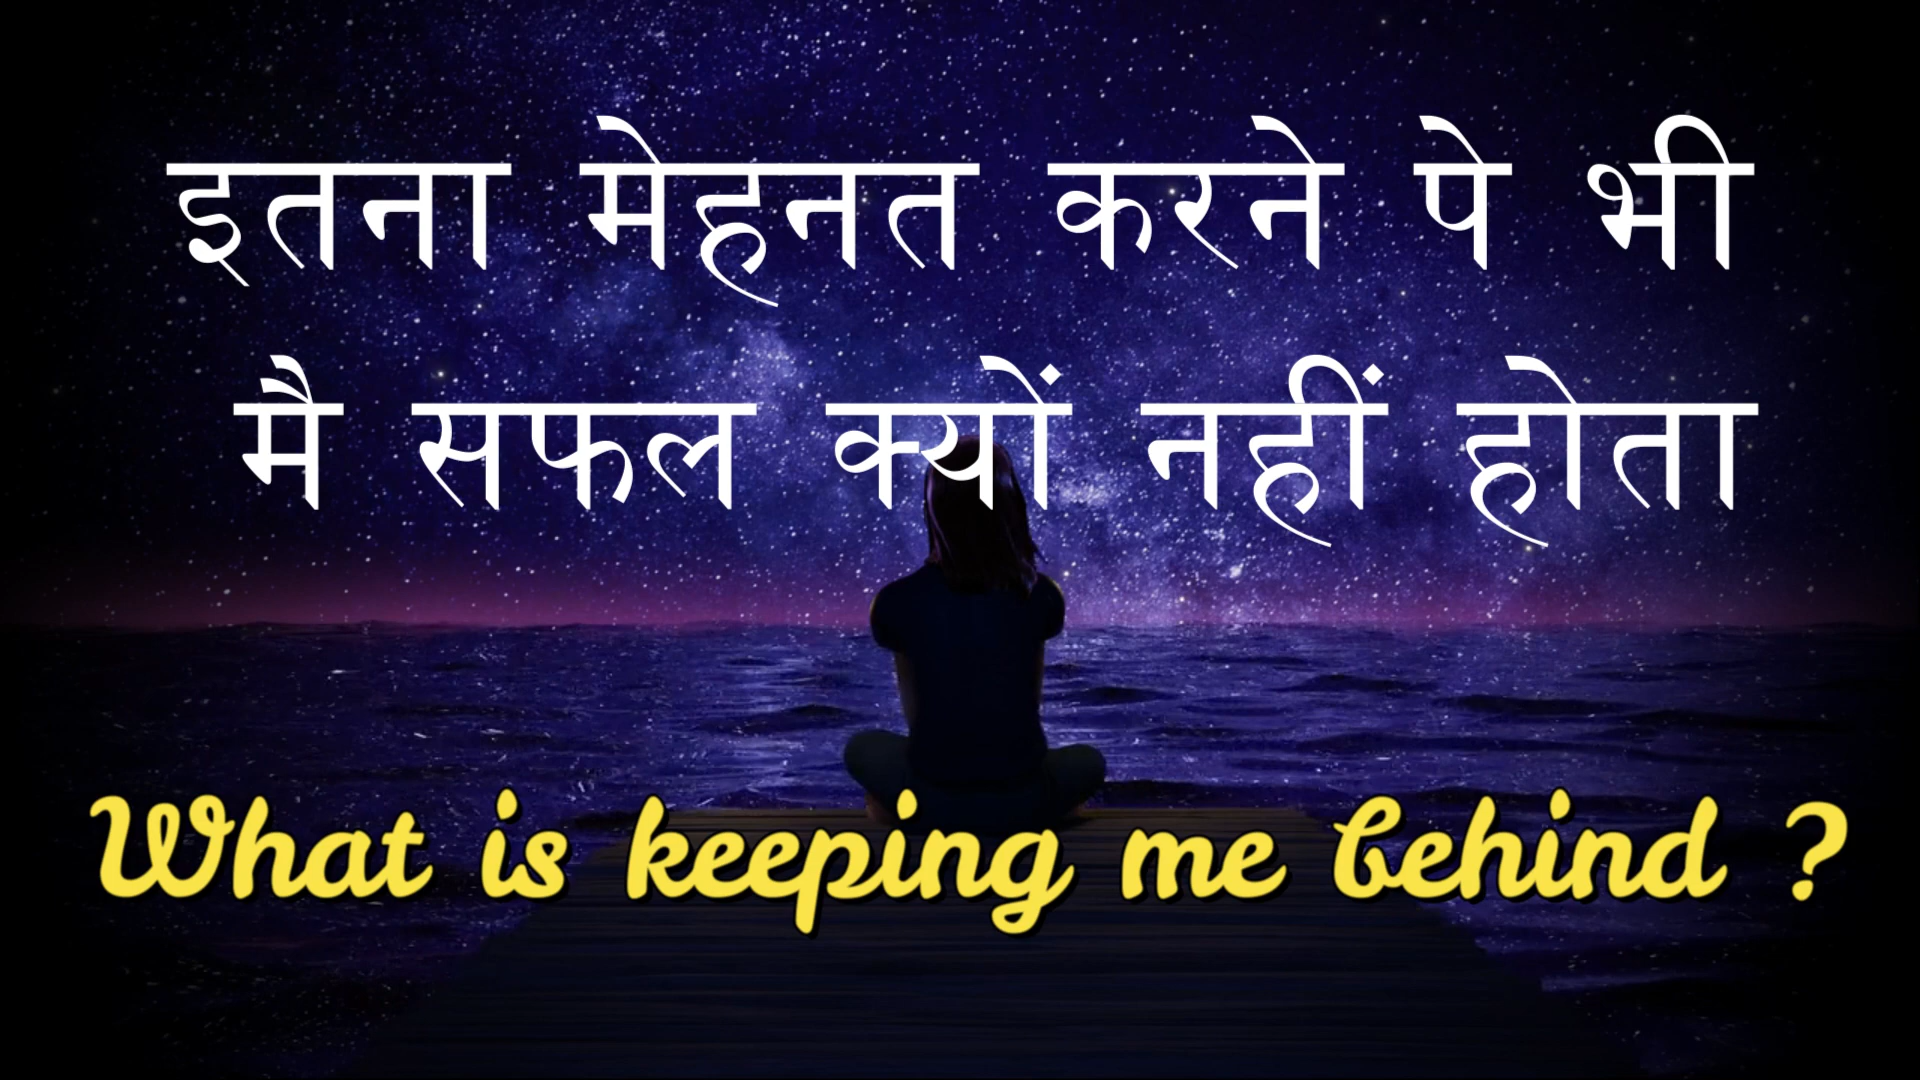 इतना मेहनत करने पे भी
मै सफल क्यों नहीं होता
What is keeping me behind ?